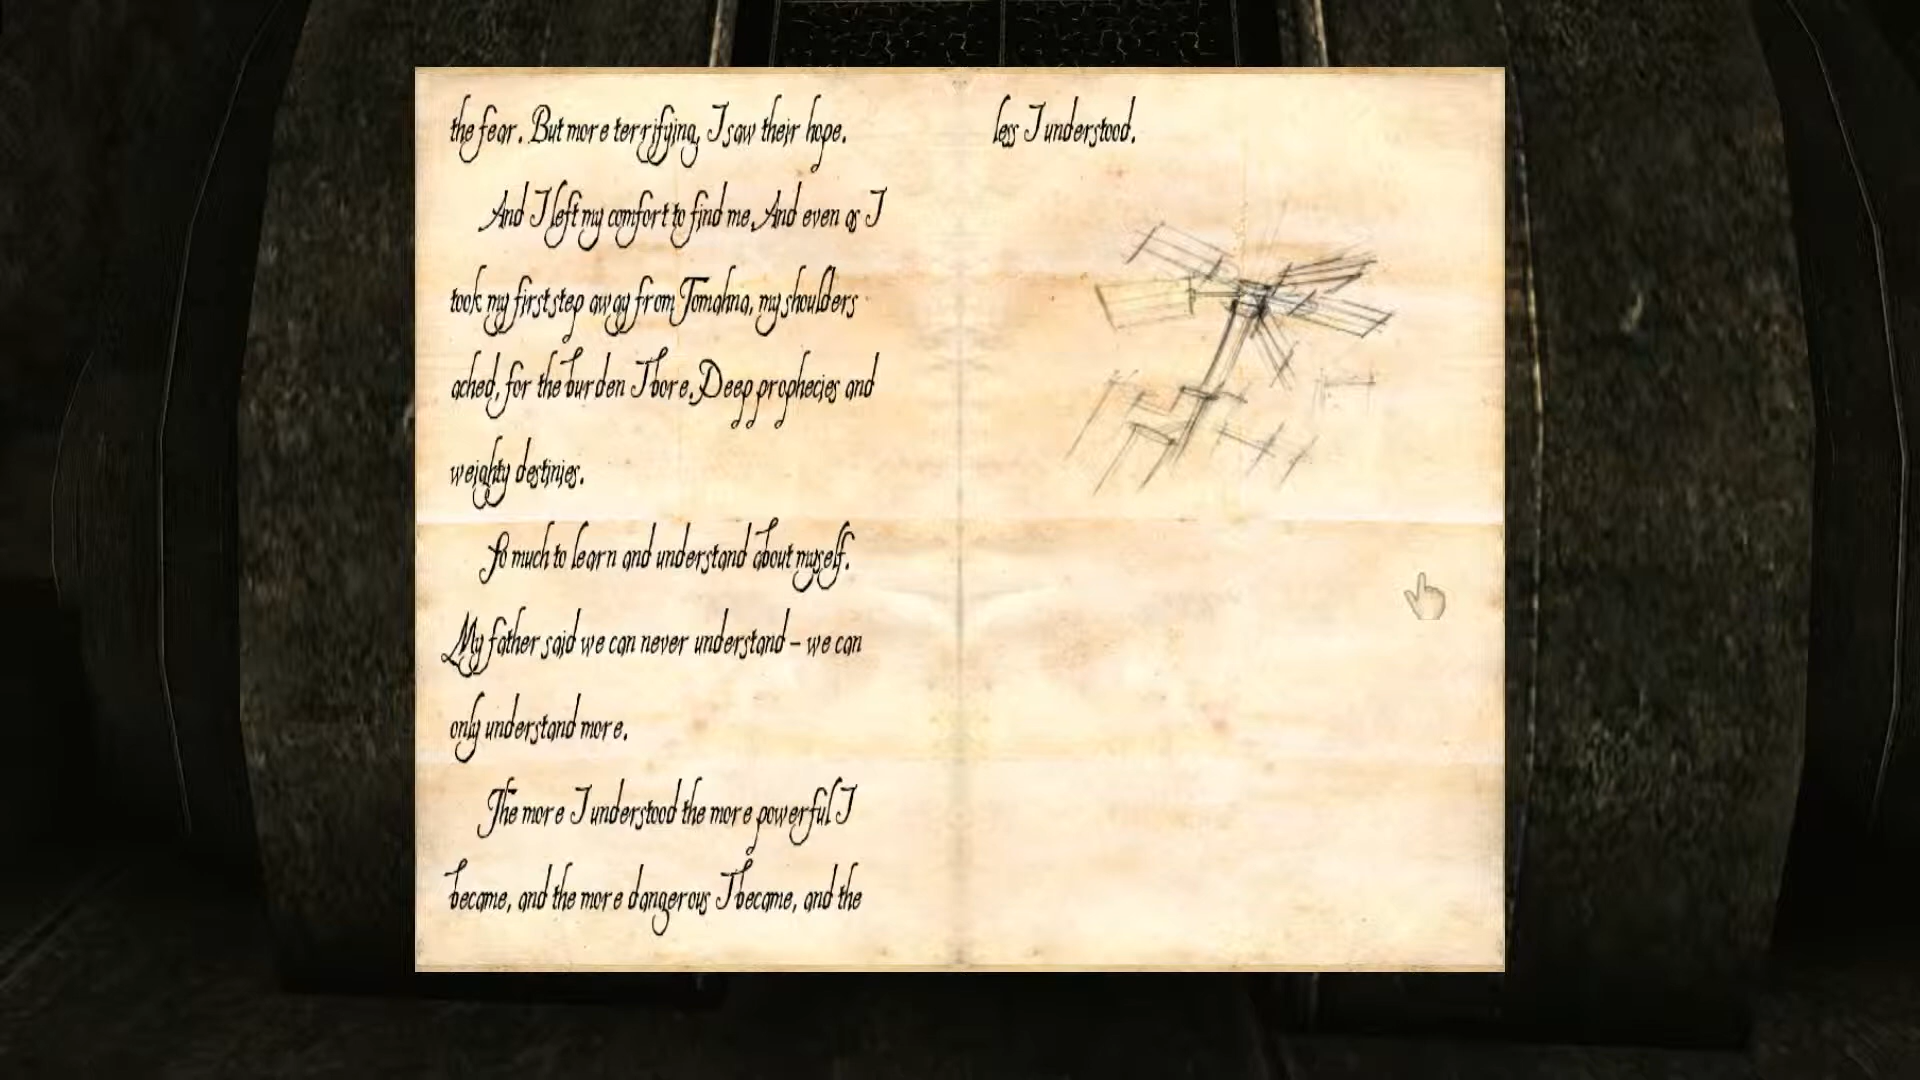 the fear. But more terrifying, I saw their hope.
And I left my comfort to find me. And even as I
took my first step away from Tomahna, my shoulders
ached, for the burden I bore. Deep prophecies and
weighty destinies.
So much to learn and understand about myself.
My father said we can never understand – we can
only understand more.
The more I understood the more powerful I
became, and the more dangerous I became, and the
less I understood.